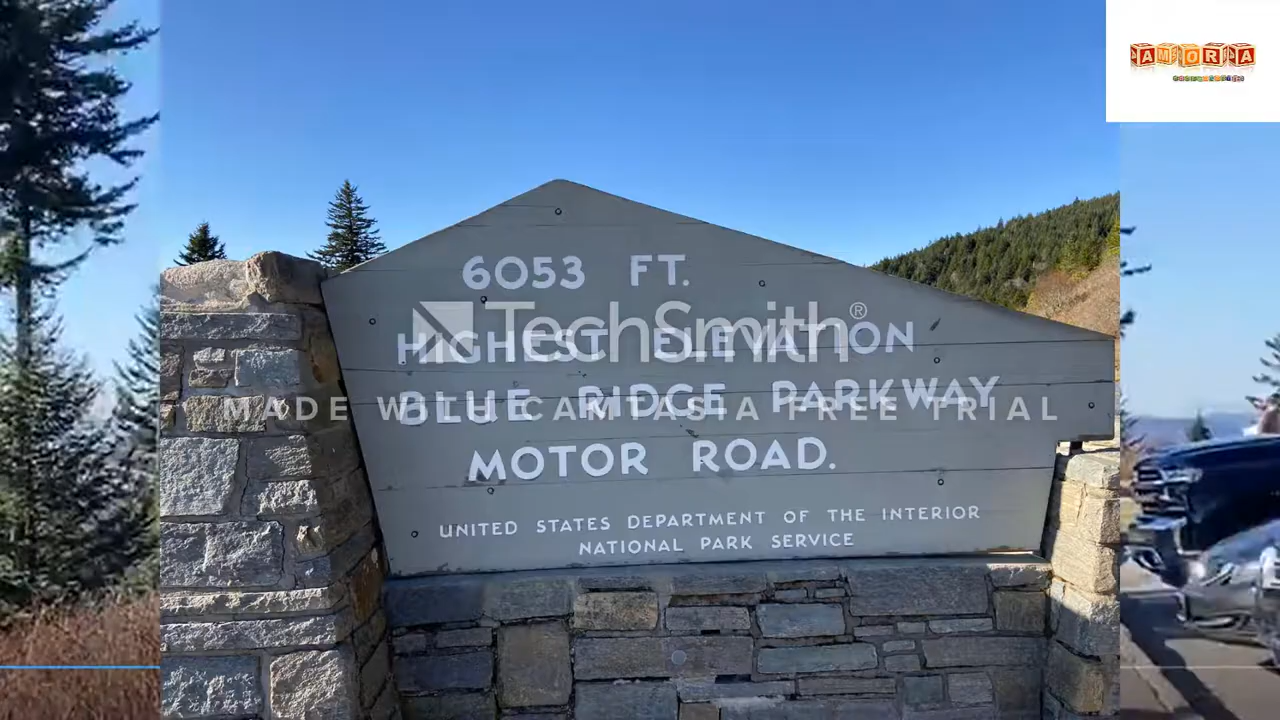 AMORA
6053 FT.
HIGHEST ELEVATION
BLUE RIDGE PARKWAY
MOTOR ROAD.
UNITED STATES DEPARTMENT OF THE INTERIOR
NATIONAL PARK SERVICE
TechSmith®
MADE WITH CAMTASIA FREE TRIAL